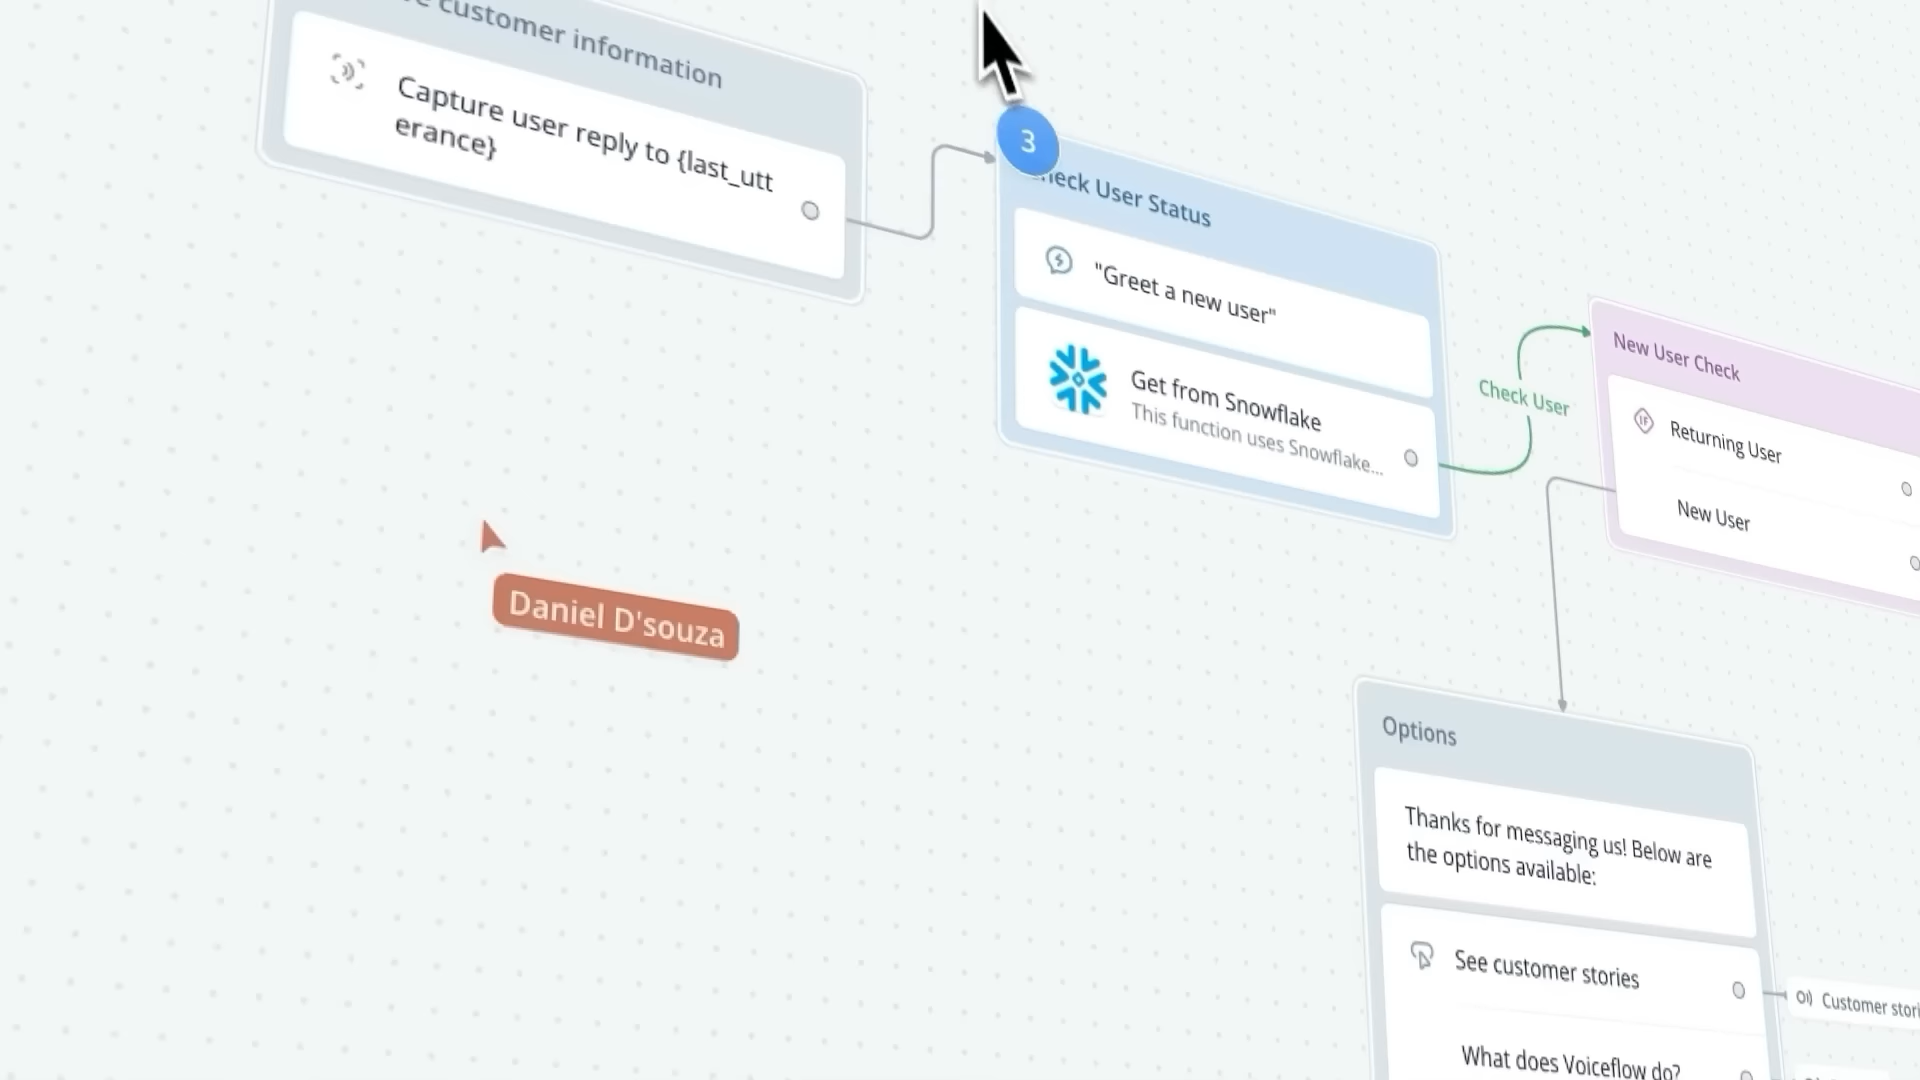 customer information
Capture user reply to {last_utt
erance}
3
User Status
"Greet a new user"
Get from Snowflake
This function uses Snowflake...
Check User
New User Check
Returning User
New User
Daniel D'souza
Options
Thanks for messaging us! Below are
the options available:
See customer stories
Customer stori
What does Voiceflow do?